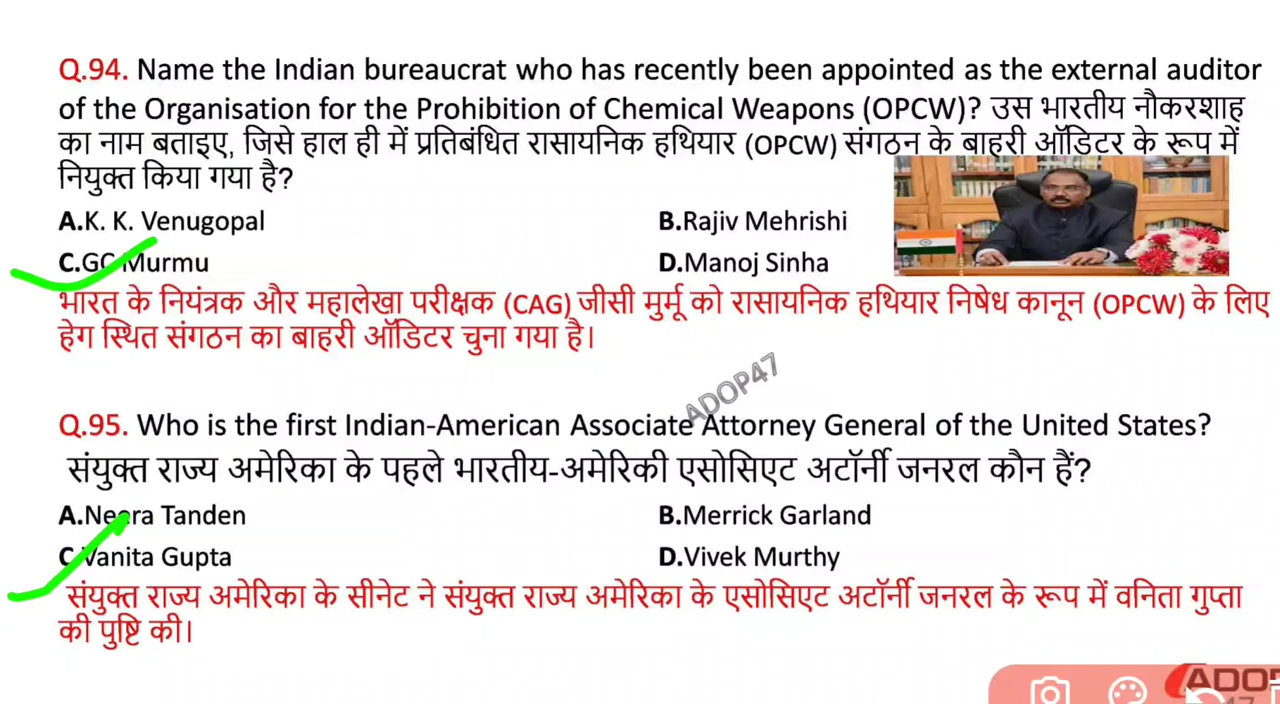 Q.94. Name the Indian bureaucrat who has recently been appointed as the external auditor
of the Organisation for the Prohibition of Chemical Weapons (OPCW)? उस भारतीय नौकरशाह
का नाम बताइए, जिसे हाल ही में प्रतिबंधित रासायनिक हथियार (OPCW) संगठन के बाहरी ऑडिटर के रूप में
नियुक्त किया गया है?
A.K. K. Venugopal B.Rajiv Mehrishi
C.GC Murmu D.Manoj Sinha
भारत के नियंत्रक और महालेखा परीक्षक (CAG) जीसी मुर्मू को रासायनिक हथियार निषेध कानून (OPCW) के लिए
हेग स्थित संगठन का बाहरी ऑडिटर चुना गया है।
ADOP47
Q.95. Who is the first Indian-American Associate Attorney General of the United States?
संयुक्त राज्य अमेरिका के पहले भारतीय-अमेरिकी एसोसिएट अटॉर्नी जनरल कौन हैं?
A.Neera Tanden B.Merrick Garland
C.Vanita Gupta D.Vivek Murthy
संयुक्त राज्य अमेरिका के सीनेट ने संयुक्त राज्य अमेरिका के एसोसिएट अटॉर्नी जनरल के रूप में वनिता गुप्ता
की पुष्टि की।